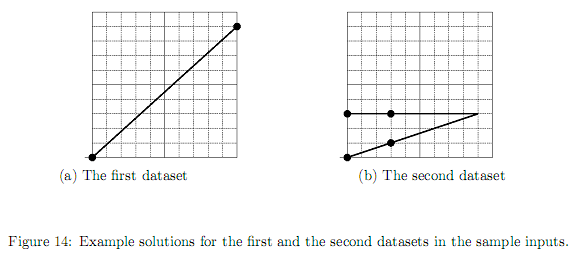 (a) The first dataset
(b) The second dataset
Figure 14: Example solutions for the first and the second datasets in the sample inputs.